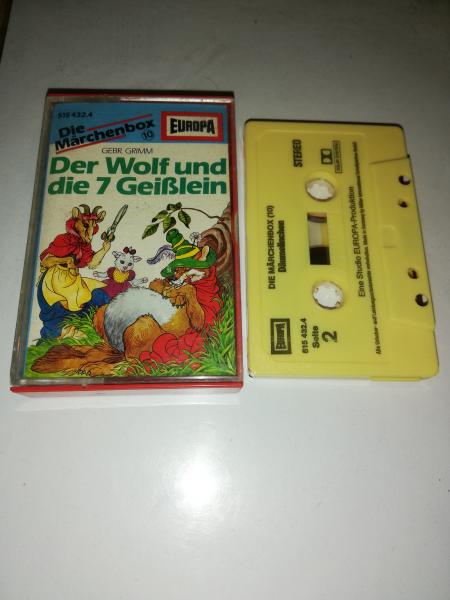 515 432.4
Die
Märchenbox
10
EUROPA
GEBR. GRIMM
Der Wolf und
die 7 Geißlein
STEREO
DIE MÄRCHENBOX (10)
Däumelinchen
Eine Studio EUROPA-Produktion
EUROPA
515 432.4
Seite
2